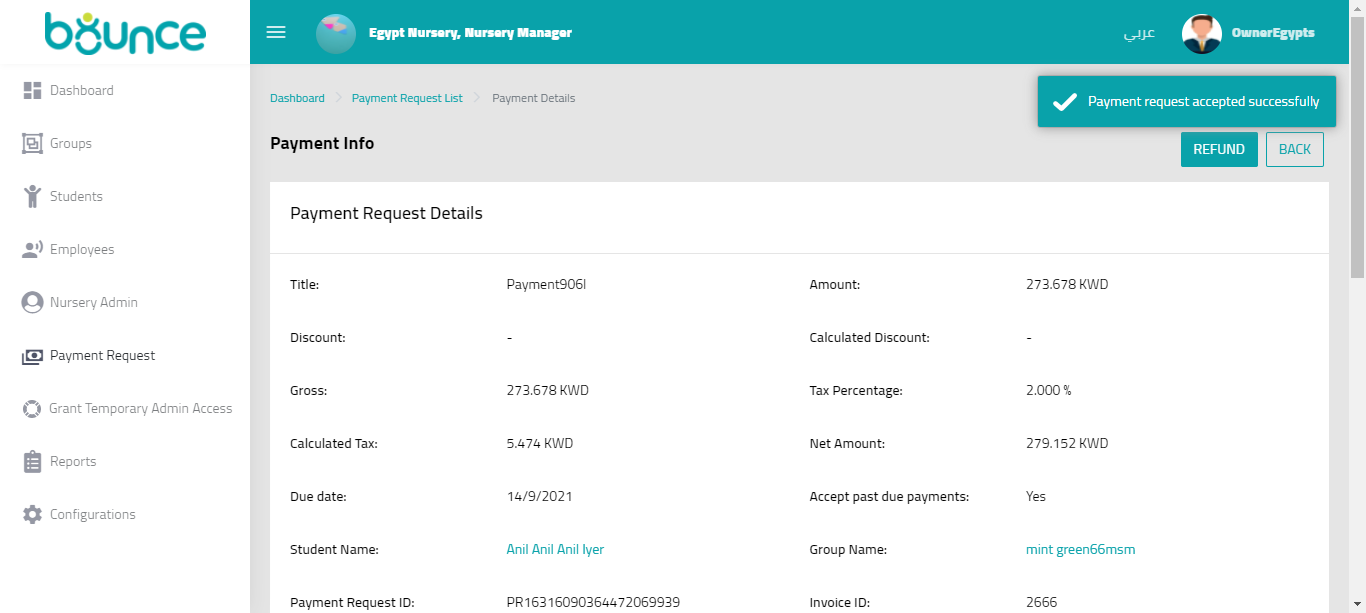 bounce
Egypt Nursery, Nursery Manager
عربي
OwnerEgypts
Dashboard
Groups
Students
Employees
Nursery Admin
Payment Request
Grant Temporary Admin Access
Reports
Configurations
Dashboard > Payment Request List > Payment Details
Payment request accepted successfully
Payment Info
REFUND
BACK
Payment Request Details
Title: Payment906l Amount: 273.678 KWD
Discount: - Calculated Discount: -
Gross: 273.678 KWD Tax Percentage: 2.000 %
Calculated Tax: 5.474 KWD Net Amount: 279.152 KWD
Due date: 14/9/2021 Accept past due payments: Yes
Student Name: Anil Anil Anil Iyer Group Name: mint green66msm
Payment Request ID: PR16316090364472069939 Invoice ID: 2666